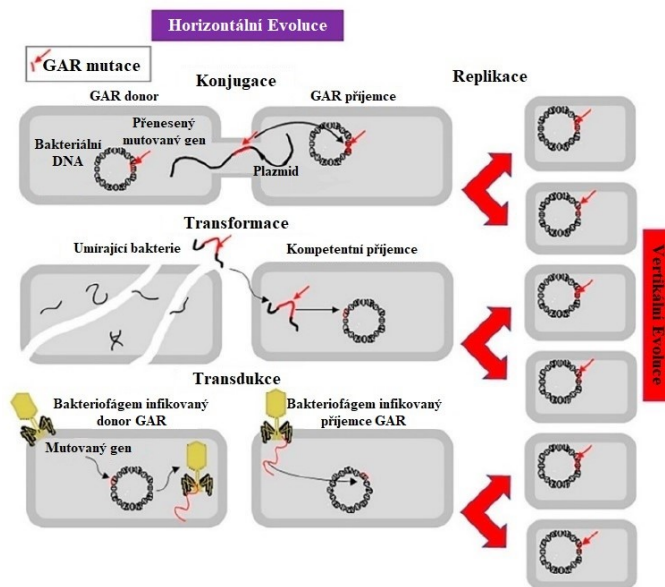 Horizontální Evoluce
GAR mutace
Konjugace
Replikace
GAR donor
GAR příjemce
Bakteriální
DNA
Přenesený
mutovaný gen
Plazmid
Transformace
Umírající bakterie
Kompetentní příjemce
Vertikální Evoluce
Transdukce
Bakteriofágem infikovaný
donor GAR
Bakteriofágem infikovaný
příjemce GAR
Mutovaný gen